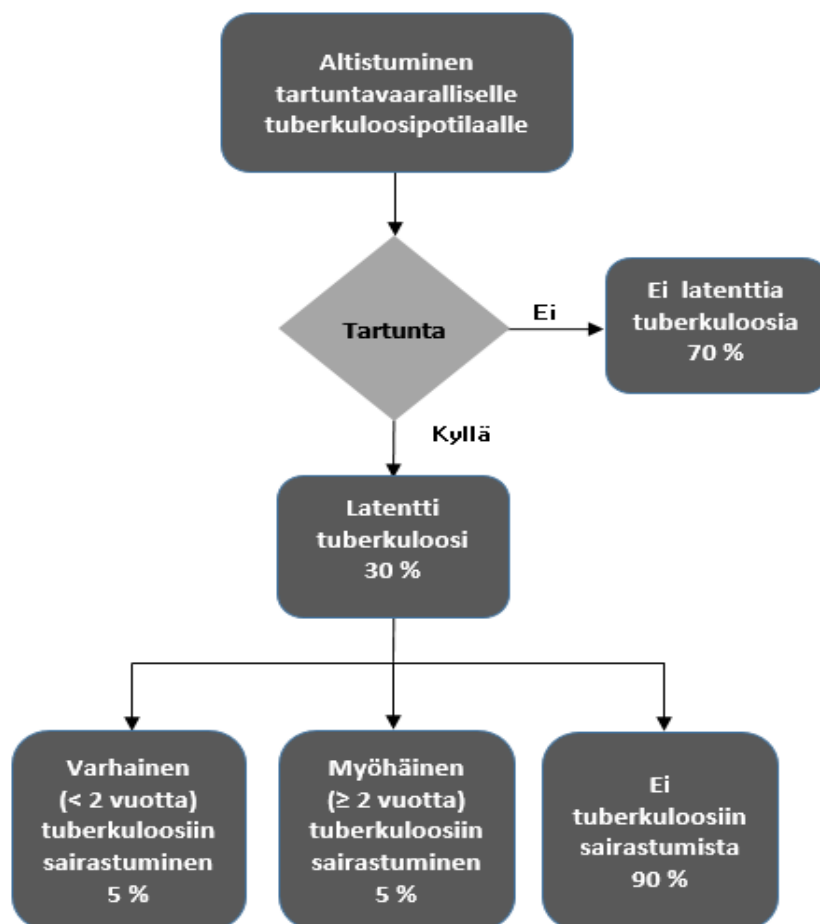 Altistuminen
tartuntavaaralliselle
tuberkuloosipotilaalle
Tartunta
Ei
Ei latenttia
tuberkuloosia
70 %
Kyllä
Latentti
tuberkuloosi
30 %
Varhainen
(< 2 vuotta)
tuberkuloosiin
sairastuminen
5 %
Myöhäinen
(≥ 2 vuotta)
tuberkuloosiin
sairastuminen
5 %
Ei
tuberkuloosiin
sairastumista
90 %